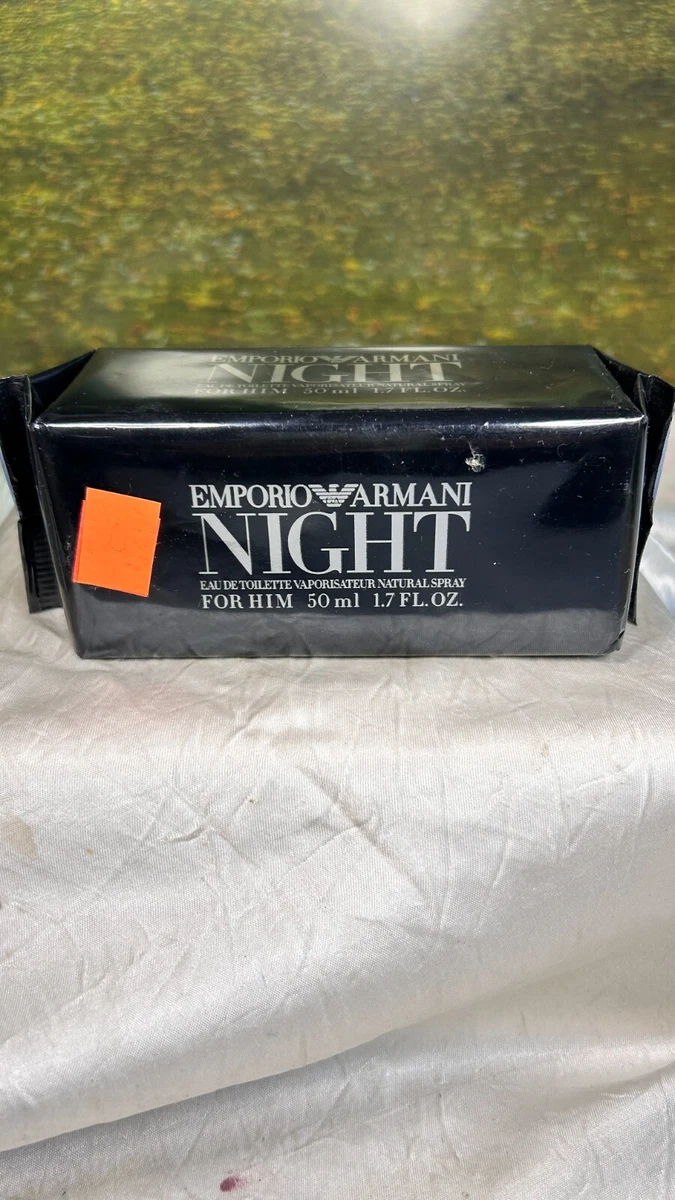 EMPORIO ARMANI
NIGHT
EAU DE TOILETTE VAPORISATEUR NATURAL SPRAY
FOR HIM 50 ml 1.7 FL.OZ.
EMPORIO ARMANI
NIGHT
EAU DE TOILETTE VAPORISATEUR NATURAL SPRAY
FOR HIM 50 ml 1.7 FL.OZ.